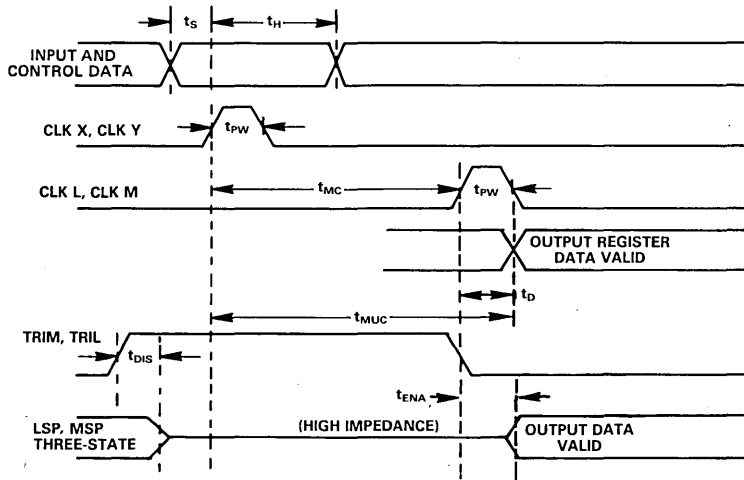 tS
tH
INPUT AND
CONTROL DATA
CLK X, CLK Y
tPW
tMC
CLK L, CLK M
tPW
OUTPUT REGISTER
DATA VALID
tD
tMUC
TRIM, TRIL
tDIS
tENA
LSP, MSP
THREE-STATE
(HIGH IMPEDANCE)
OUTPUT DATA
VALID